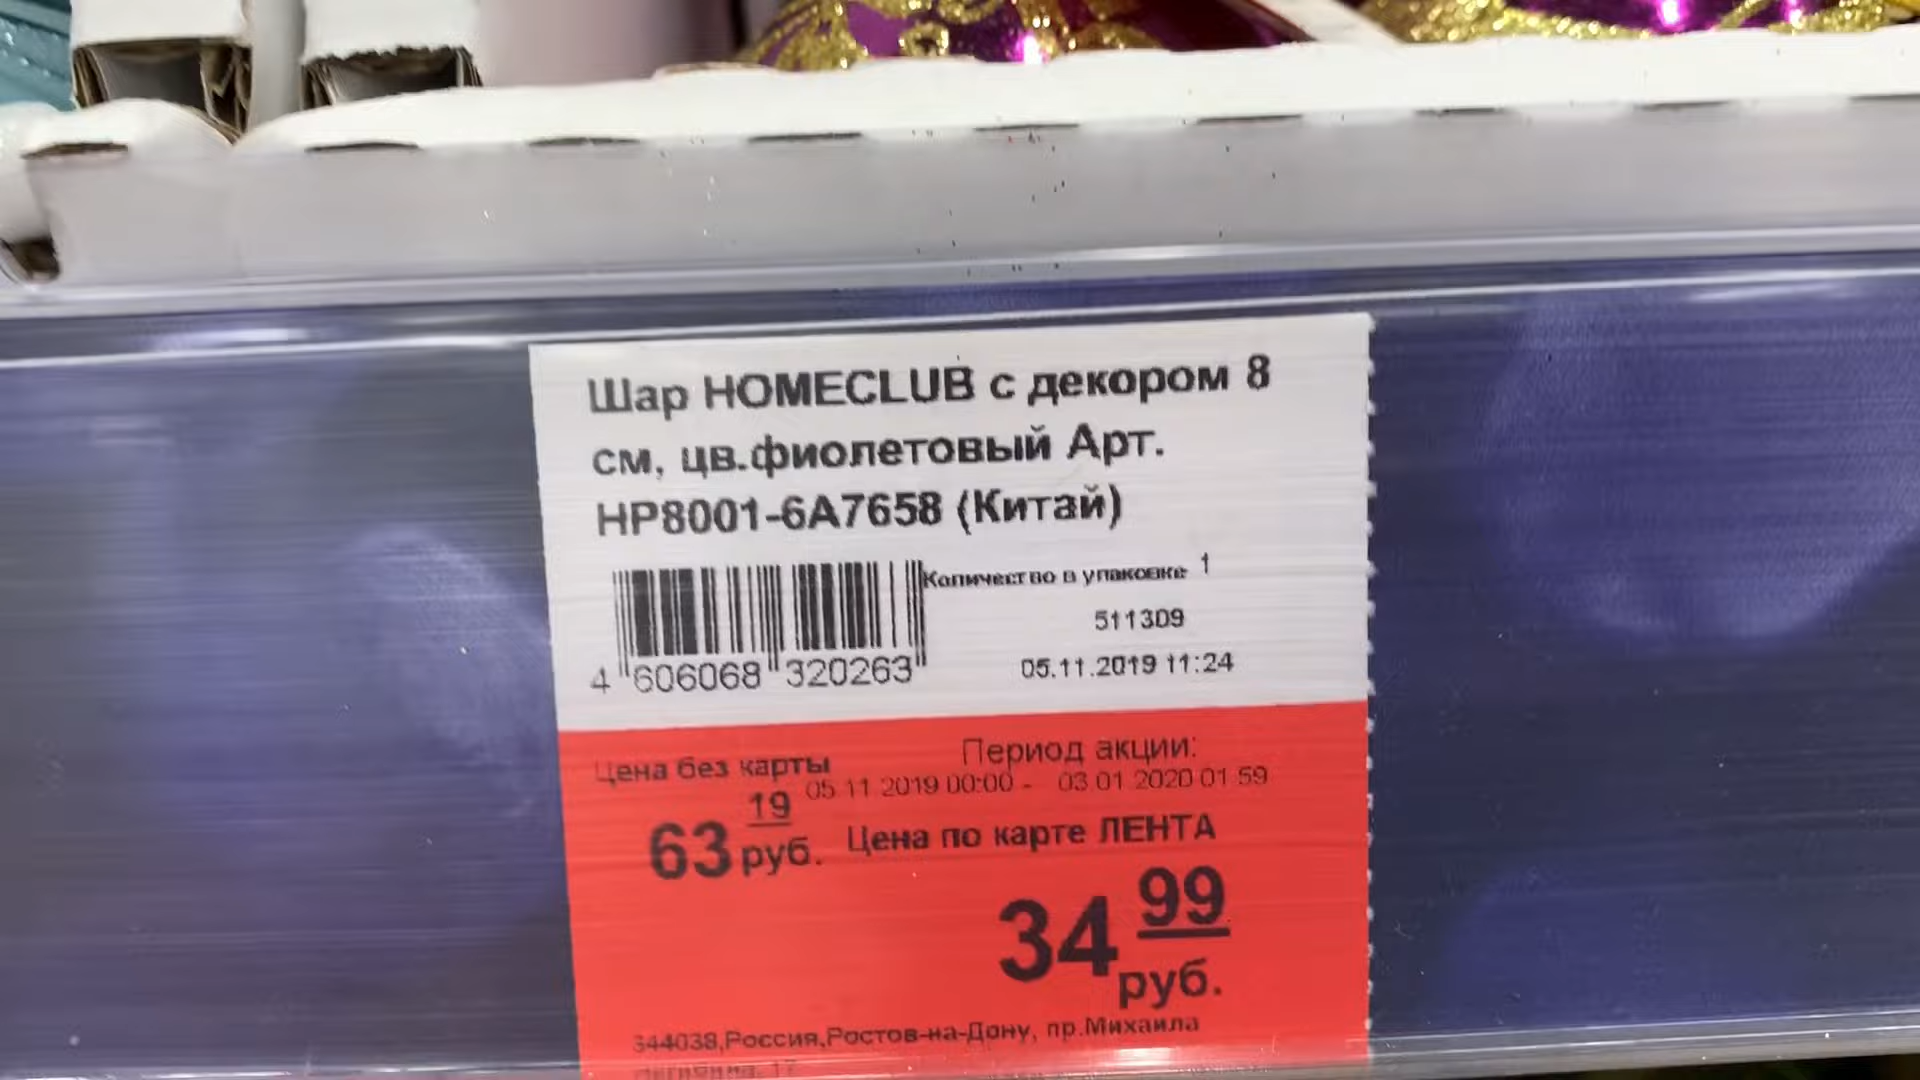 Шар HOMECLUB с декором 8
см, цв.фиолетовый Арт.
HP8001-6A7658 (Китай)
Количество в упаковке 1
511309
4 606068 320263
05.11.2019 11:24
Цена без карты
Период акции:
05 11 2019 00:00 - 03 01 2020 01 59
63 19 руб.
Цена по карте ЛЕНТА
34 99 руб.
344038,Россия,Ростов-на-Дону, пр.Михаила